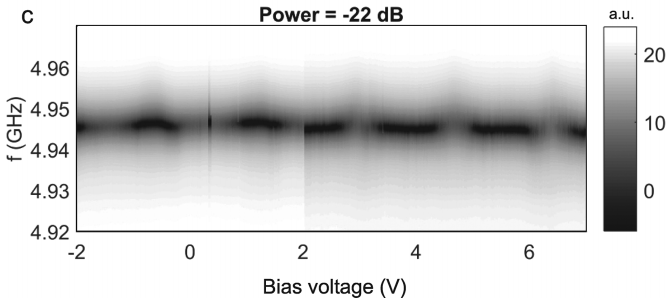 c
Power = -22 dB
a.u.
4.96
4.95
4.94
4.93
4.92
f (GHz)
-2
0
2
4
6
Bias voltage (V)
20
10
0